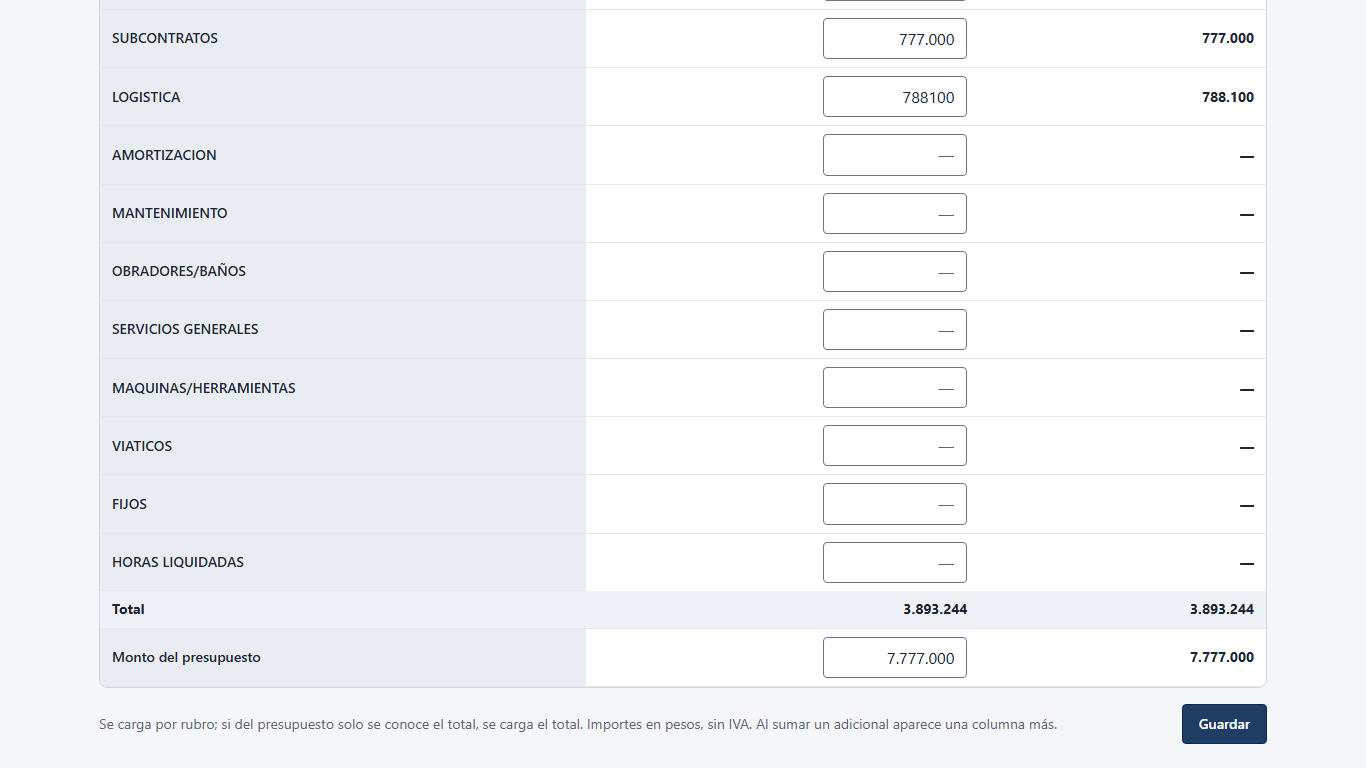 SUBCONTRATOS 777.000 777.000
LOGISTICA 788100 788.100
AMORTIZACION — —
MANTENIMIENTO — —
OBRADORES/BAÑOS — —
SERVICIOS GENERALES — —
MAQUINAS/HERRAMIENTAS — —
VIATICOS — —
FIJOS — —
HORAS LIQUIDADAS — —
Total 3.893.244 3.893.244
Monto del presupuesto 7.777.000 7.777.000
Se carga por rubro; si del presupuesto solo se conoce el total, se carga el total. Importes en pesos, sin IVA. Al sumar un adicional aparece una columna más. Guardar